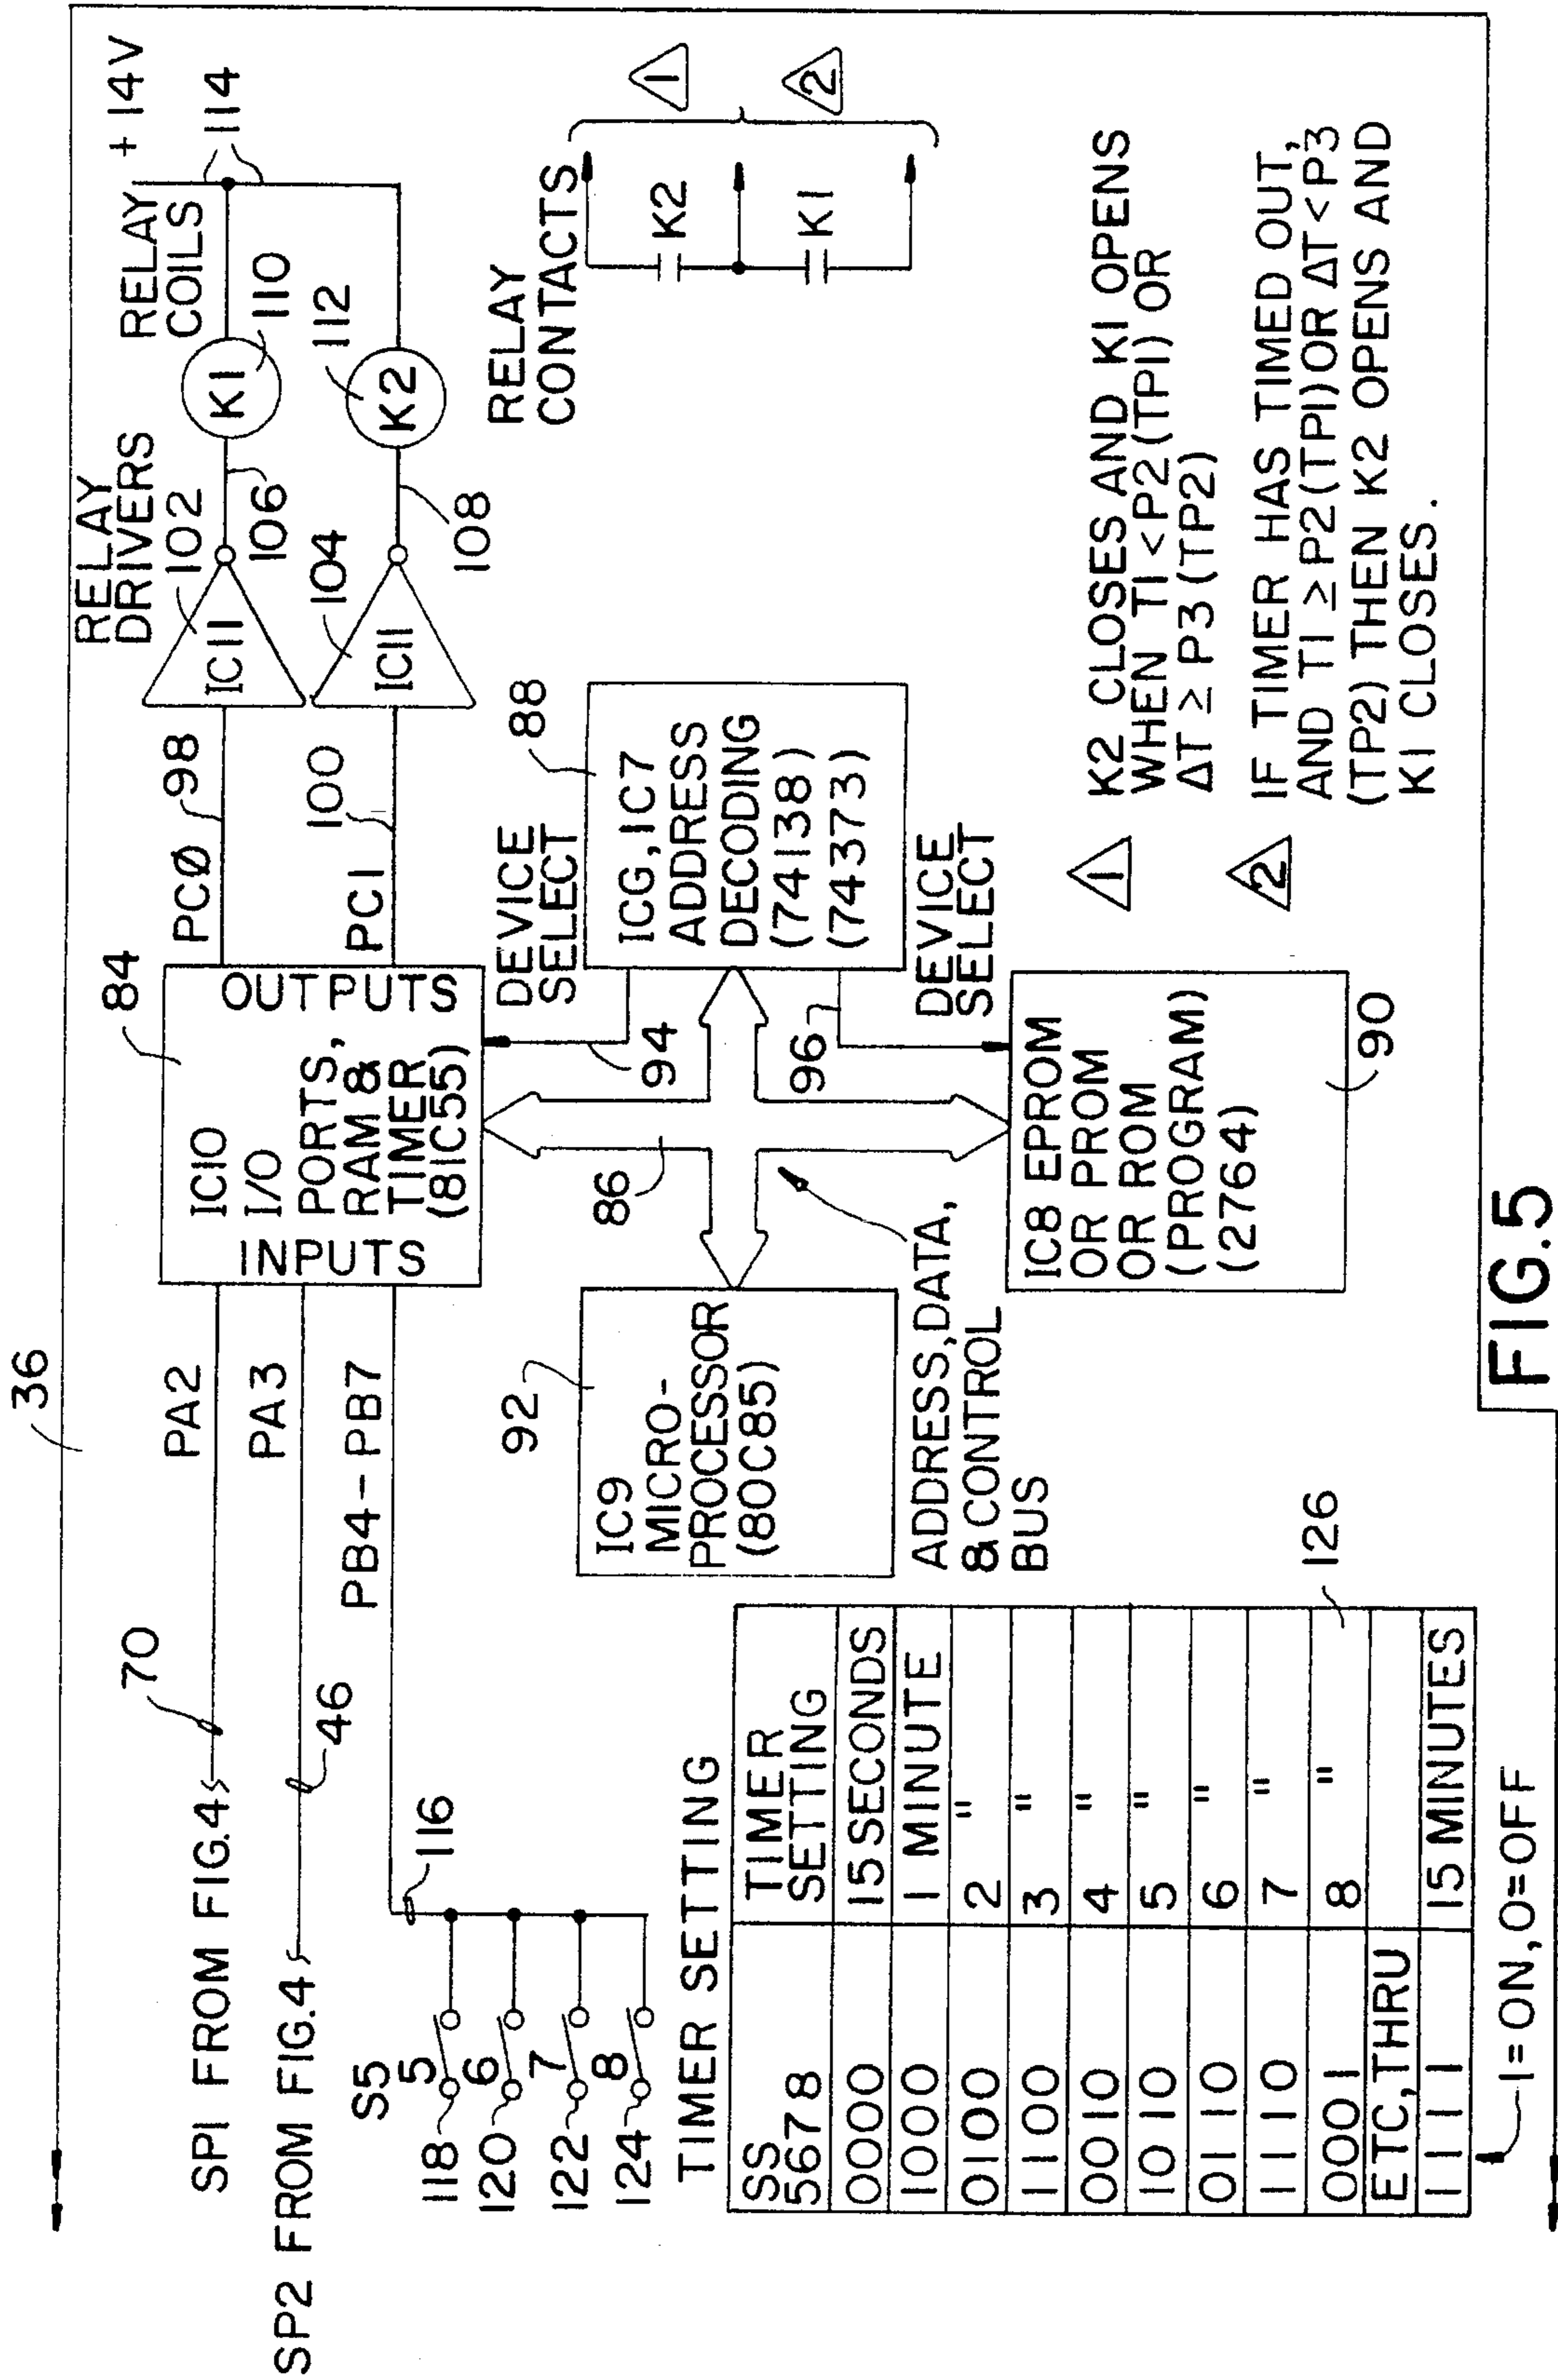 36
SP1 FROM FIG.4
70
PA2
SP2 FROM FIG.4
46
PA3
PB4-PB7
116
S5
5
118
6
120
7
122
8
124
84
INPUTS
IC10
I/O
PORTS,
RAM &
TIMER
(81C55)
OUTPUTS
PCØ
98
PC1
100
RELAY
DRIVERS
102
IC11
106
104
IC11
108
RELAY
COILS
K1
110
K2
112
+14V
114
RELAY
CONTACTS
K2
K1
1
2
DEVICE
SELECT
94
88
ICG, IC7
ADDRESS
DECODING
(74138)
(74373)
96
DEVICE
SELECT
86
92
IC9
MICRO-
PROCESSOR
(80C85)
ADDRESS, DATA,
& CONTROL
BUS
IC8 EPROM
OR PROM
OR ROM
(PROGRAM)
(2764)
90
TIMER SETTING
SS
5678
TIMER
SETTING
0000 15 SECONDS
1000 1 MINUTE
0100 2 "
1100 3 "
0010 4 "
1010 5 "
0110 6 "
1110 7 "
0001 8 "
ETC, THRU
1111 15 MINUTES
126
1=ON, 0=OFF
1
K2 CLOSES AND K1 OPENS
WHEN T1 < P2 (TP1) OR
ΔT ≥ P3 (TP2)
2
IF TIMER HAS TIMED OUT,
AND T1 ≥ P2 (TP1) OR ΔT < P3
(TP2) THEN K2 OPENS AND
K1 CLOSES.
FIG.5